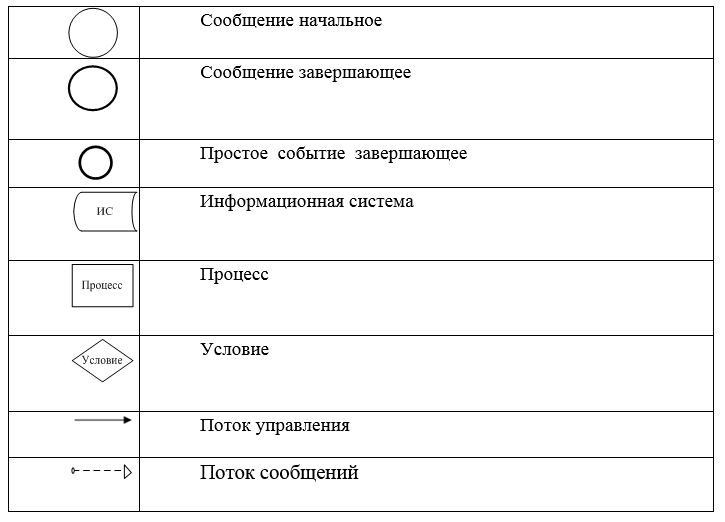 Сообщение начальное
Сообщение завершающее
Простое событие завершающее
ИС
Информационная система
Процесс
Процесс
Условие
Условие
Поток управления
Поток сообщений